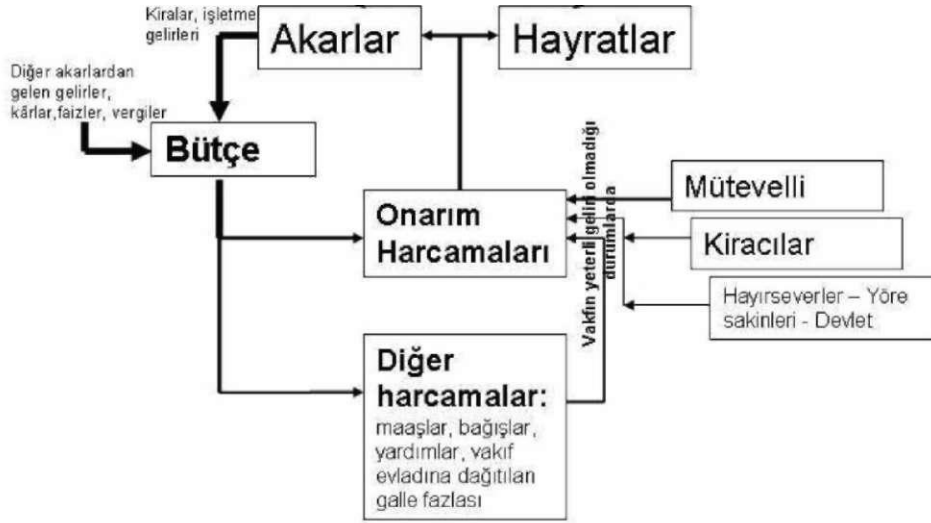 Kiralar, işletme
gelirleri
Akarlar
Hayratlar
Diğer akarlardan
gelen gelirler,
kârlar,faizler, vergiler
Bütçe
Onarım
Harcamaları
Vakfın yeterli geliri olmadığı
durumlarda
Mütevelli
Kiracılar
Hayırseverler – Yöre
sakinleri - Devlet
Diğer
harcamalar:
maaşlar, bağışlar,
yardımlar, vakıf
evladına dağıtılan
galle fazlası